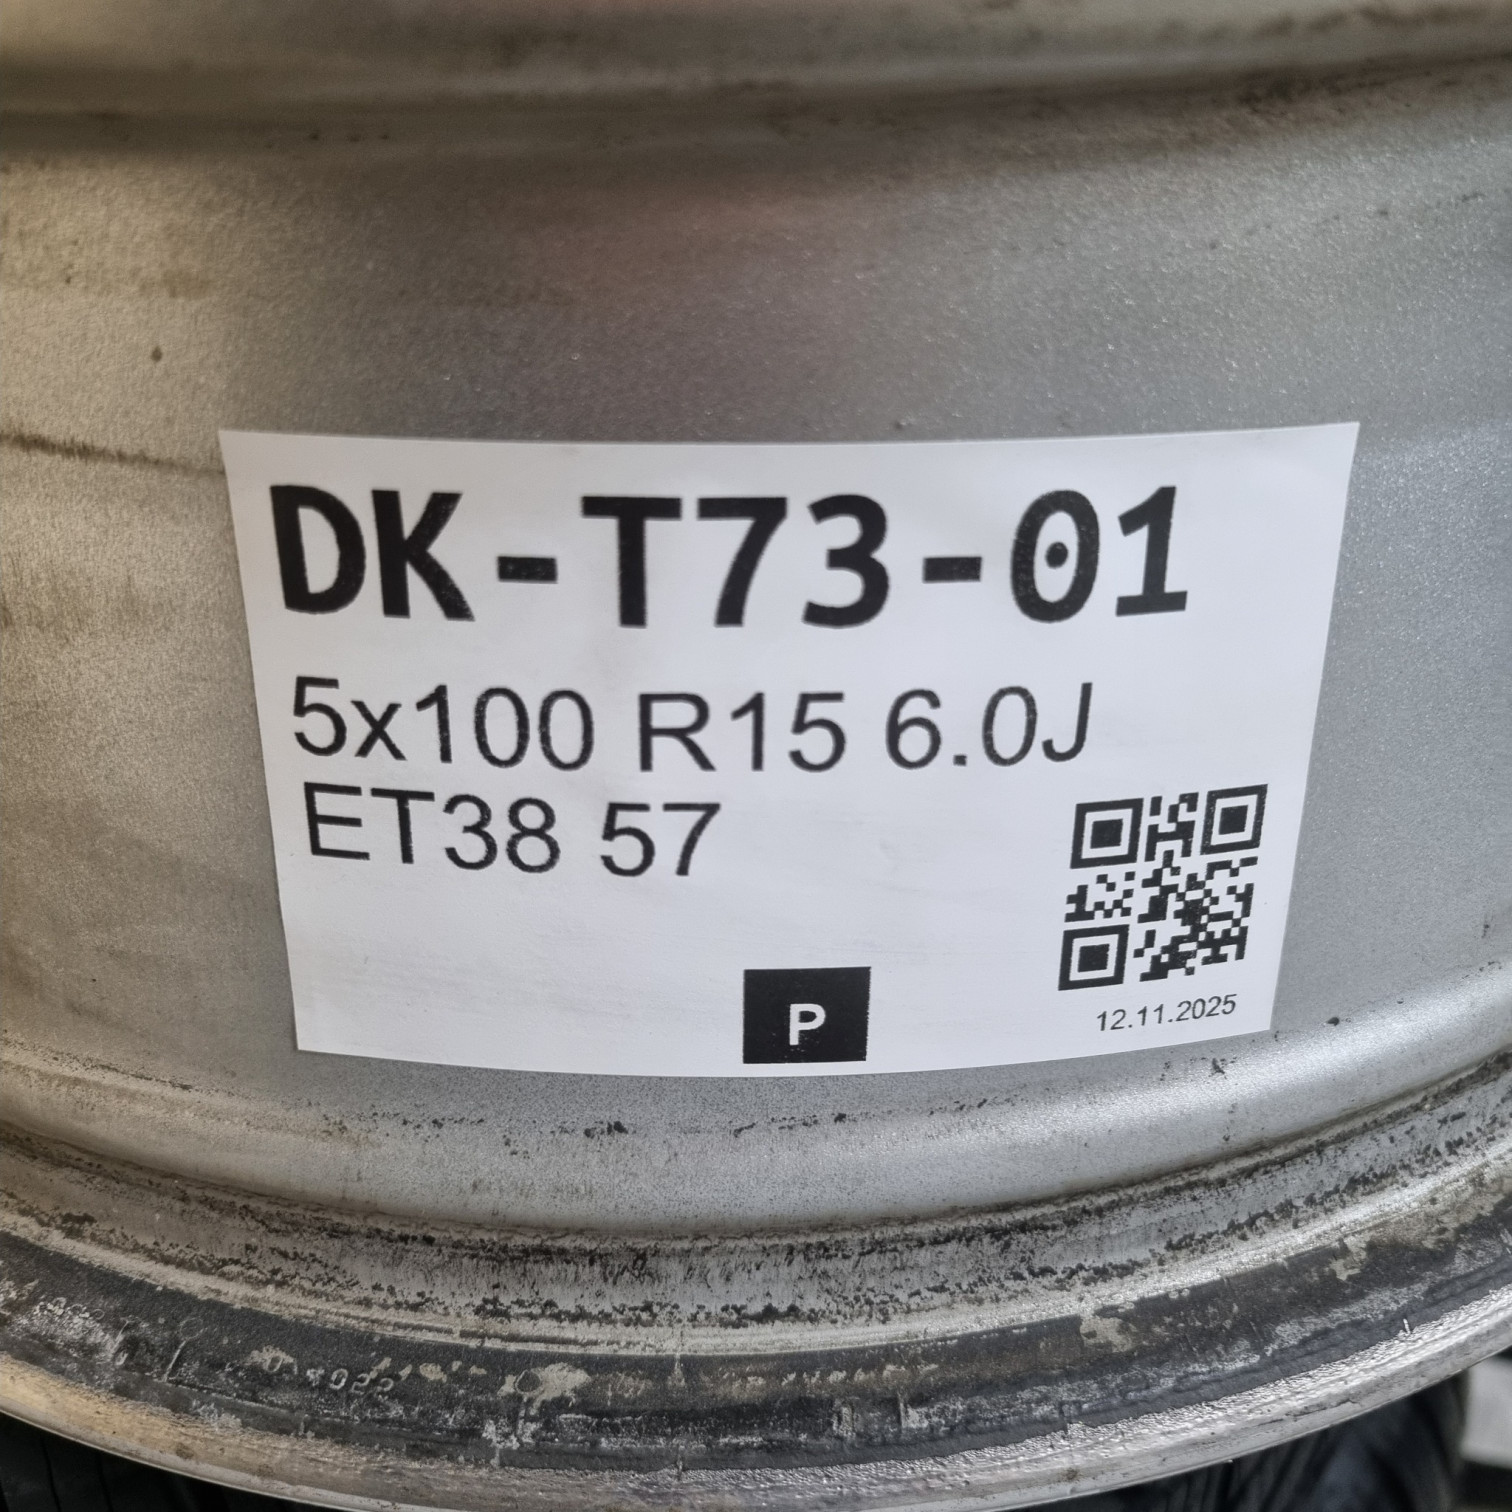 DK-T73-01
5x100 R15 6.0J
ET38 57
P
12.11.2025